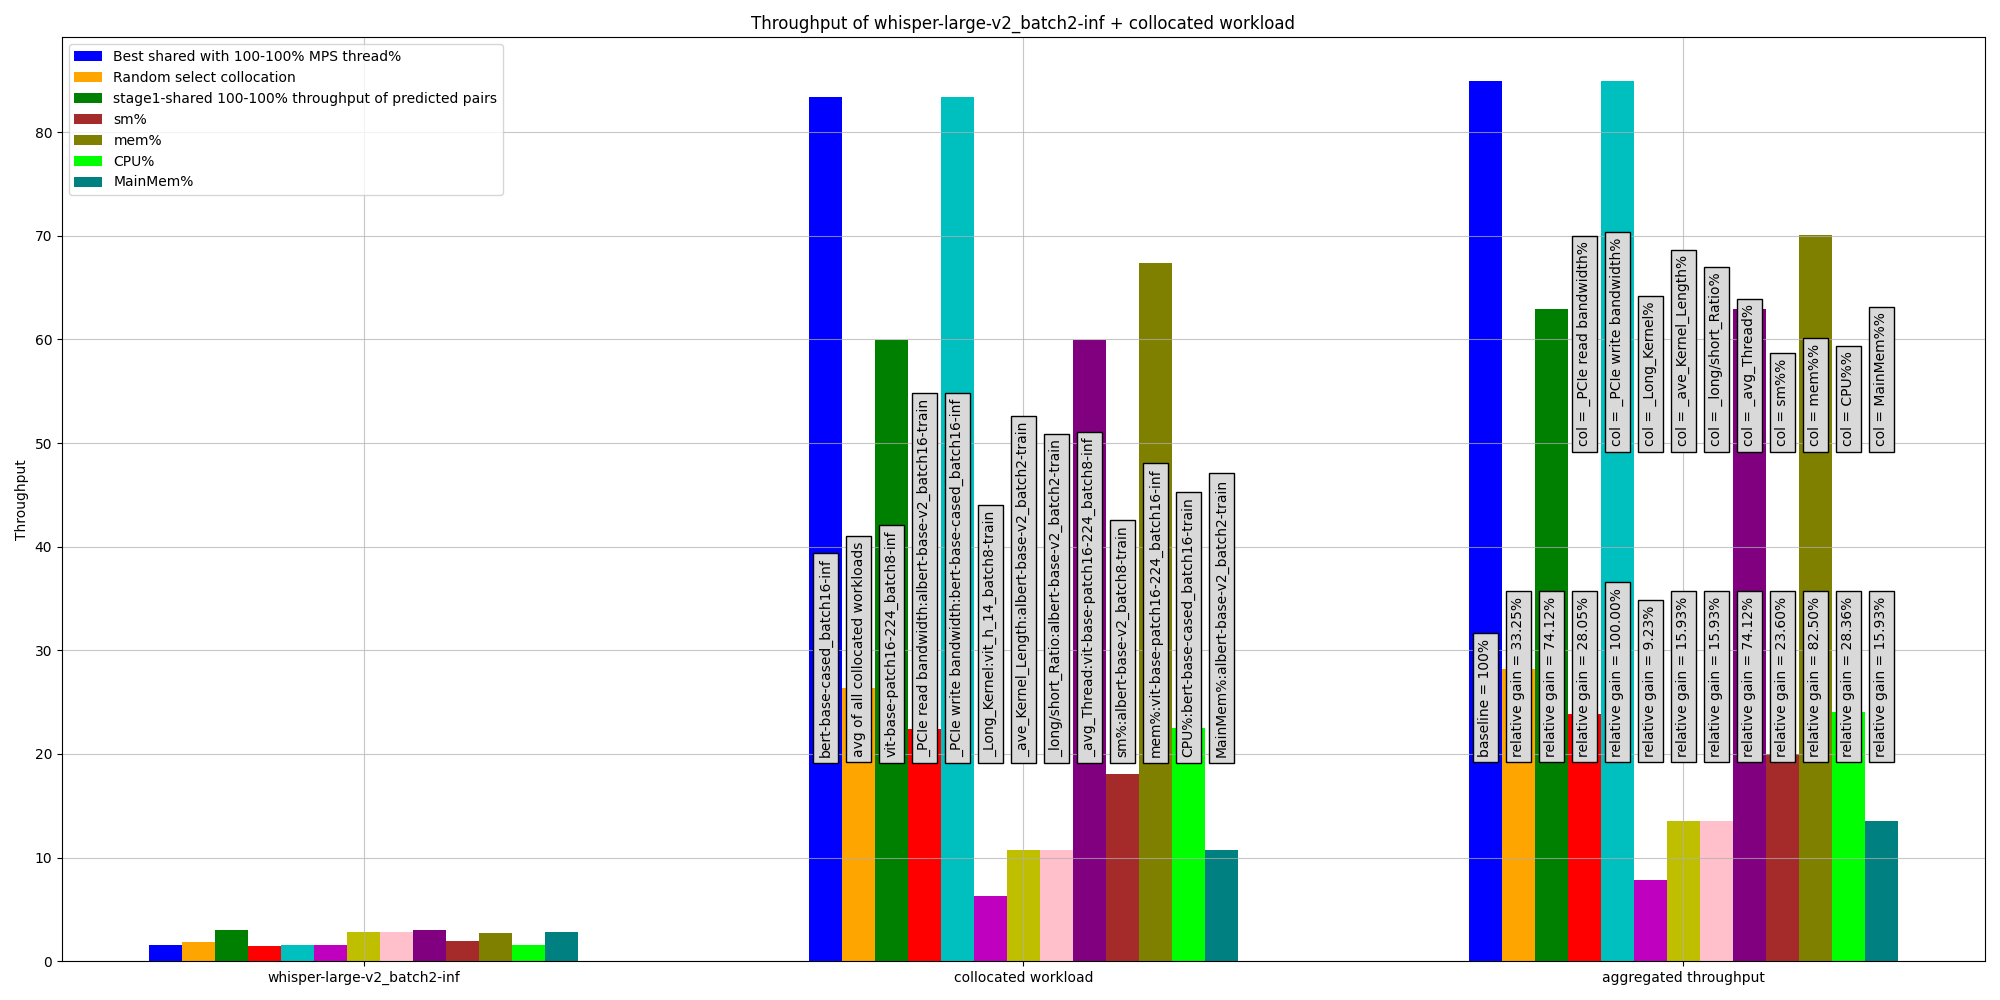 Throughput of whisper-large-v2_batch2-inf + collocated workload
Best shared with 100-100% MPS thread%
Random select collocation
stage1-shared 100-100% throughput of predicted pairs
sm%
mem%
CPU%
MainMem%
Throughput
80
70
60
50
40
30
20
10
0
bert-base-cased_batch16-inf
avg of all collocated workloads
vit-base-patch16-224_batch8-inf
_PCIe read bandwidth:albert-base-v2_batch16-train
_PCIe write bandwidth:bert-base-cased_batch16-inf
_Long_Kernel:vit_h_14_batch8-train
_ave_Kernel_Length:albert-base-v2_batch2-train
_long/short_Ratio:albert-base-v2_batch2-train
_avg_Thread:vit-base-patch16-224_batch8-inf
sm%:albert-base-v2_batch8-train
mem%:vit-base-patch16-224_batch16-inf
CPU%:bert-base-cased_batch16-train
MainMem%:albert-base-v2_batch2-train
col = _PCIe read bandwidth%
col = _PCIe write bandwidth%
col = _Long_Kernel%
col = _ave_Kernel_Length%
col = _long/short_Ratio%
col = _avg_Thread%
col = sm%%
col = mem%%
col = CPU%%
col = MainMem%%
baseline = 100%
relative gain = 33.25%
relative gain = 74.12%
relative gain = 28.05%
relative gain = 100.00%
relative gain = 9.23%
relative gain = 15.93%
relative gain = 15.93%
relative gain = 74.12%
relative gain = 23.60%
relative gain = 82.50%
relative gain = 28.36%
relative gain = 15.93%
whisper-large-v2_batch2-inf
collocated workload
aggregated throughput